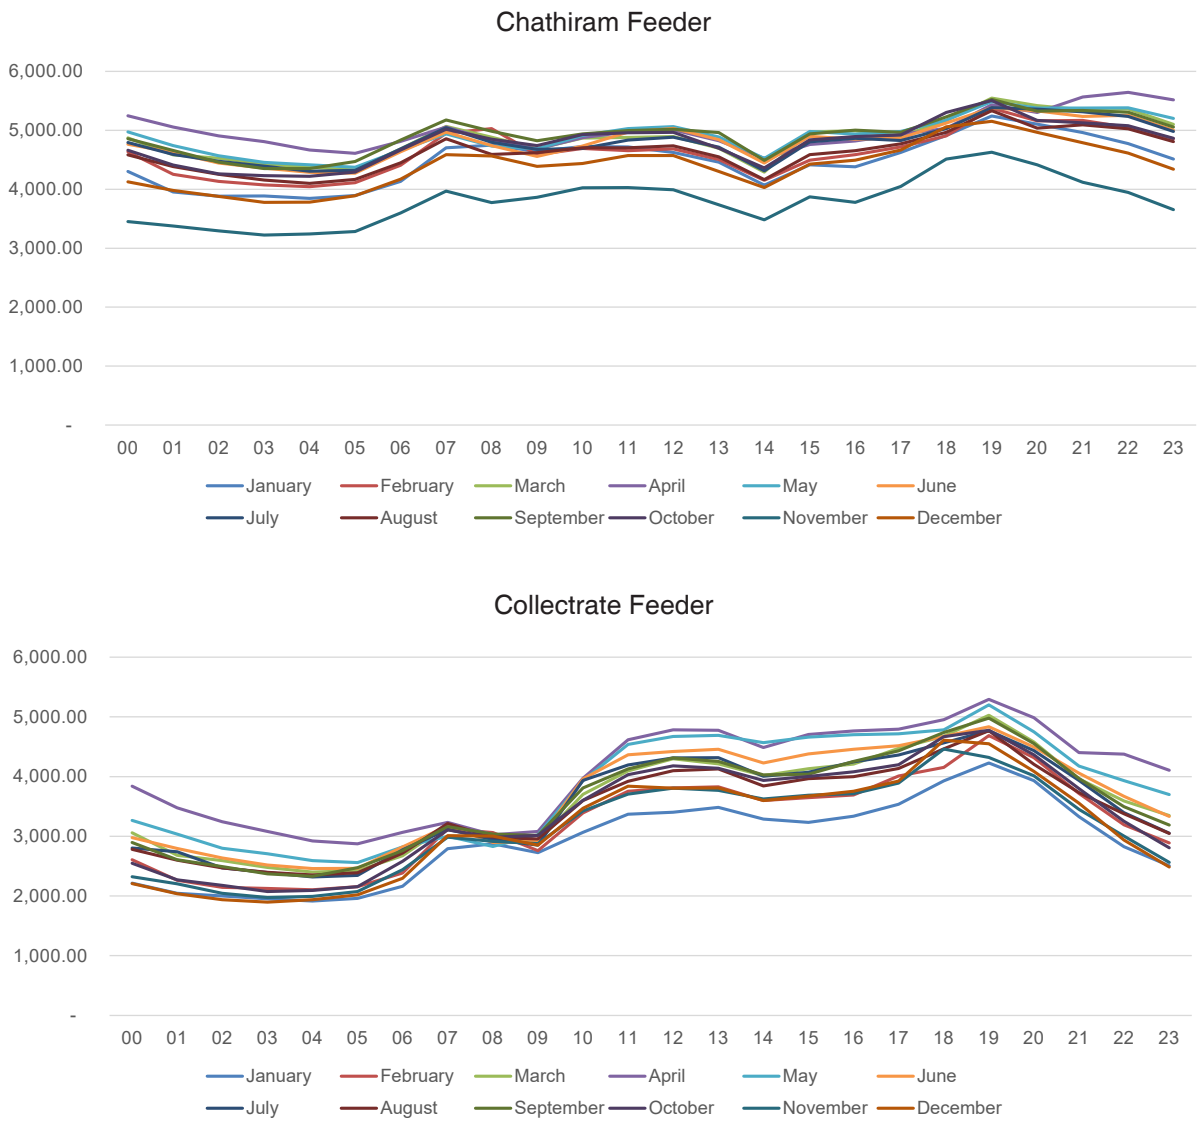 Chathiram Feeder
6,000.00
5,000.00
4,000.00
3,000.00
2,000.00
1,000.00
-
00 01 02 03 04 05 06 07 08 09 10 11 12 13 14 15 16 17 18 19 20 21 22 23
January February March April May June
July August September October November December
Collectrate Feeder
6,000.00
5,000.00
4,000.00
3,000.00
2,000.00
1,000.00
-
00 01 02 03 04 05 06 07 08 09 10 11 12 13 14 15 16 17 18 19 20 21 22 23
January February March April May June
July August September October November December